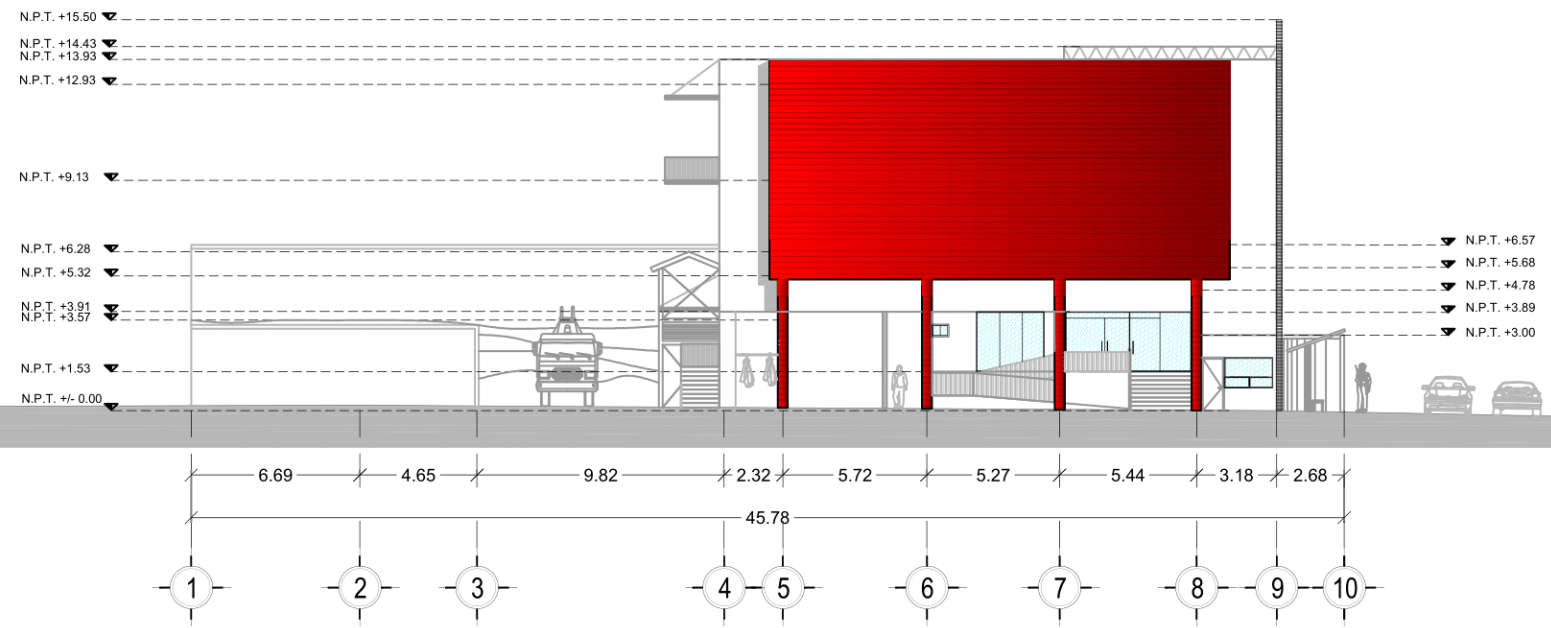 N.P.T. +15.50
N.P.T. +14.43
N.P.T. +13.93
N.P.T. +12.93
N.P.T. +9.13
N.P.T. +6.28
N.P.T. +6.57
N.P.T. +5.32
N.P.T. +5.68
N.P.T. +4.78
N.P.T. +3.91
N.P.T. +3.89
N.P.T. +3.57
N.P.T. +3.00
N.P.T. +1.53
N.P.T. +/- 0.00
6.69 4.65 9.82 2.32 5.72 5.27 5.44 3.18 2.68
45.78
1 2 3 4 5 6 7 8 9 10